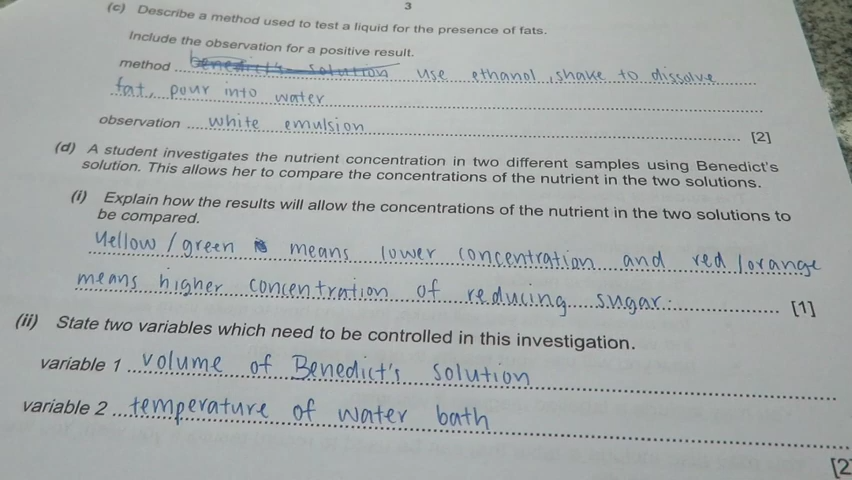 3
(c) Describe a method used to test a liquid for the presence of fats.
Include the observation for a positive result.
method benedict's solution use ethanol, shake to dissolve
fat, pour into water
observation white emulsion [2]
(d) A student investigates the nutrient concentration in two different samples using Benedict's
solution. This allows her to compare the concentrations of the nutrient in the two solutions.
(i) Explain how the results will allow the concentrations of the nutrient in the two solutions to
be compared.
Yellow/green means lower concentration and red/orange
means higher concentration of reducing sugar. [1]
(ii) State two variables which need to be controlled in this investigation.
variable 1 volume of Benedict's solution
variable 2 temperature of water bath
[2